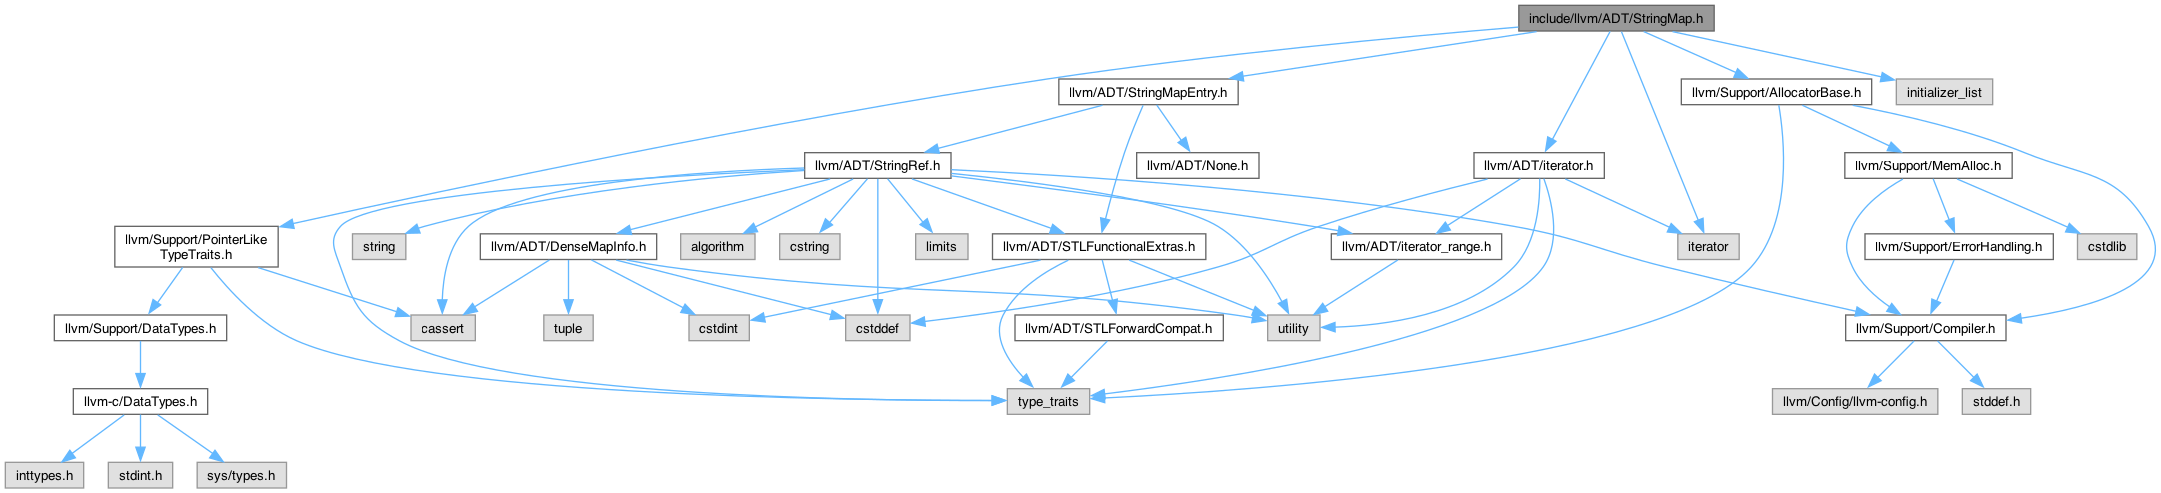 include/llvm/ADT/StringMap.h
llvm/ADT/StringMapEntry.h
llvm/Support/AllocatorBase.h
initializer_list
llvm/ADT/StringRef.h
llvm/ADT/None.h
llvm/ADT/iterator.h
llvm/Support/MemAlloc.h
llvm/Support/PointerLike
TypeTraits.h
string
llvm/ADT/DenseMapInfo.h
algorithm
cstring
limits
llvm/ADT/STLFunctionalExtras.h
llvm/ADT/iterator_range.h
iterator
llvm/Support/ErrorHandling.h
cstdlib
llvm/Support/DataTypes.h
cassert
tuple
cstdint
cstddef
llvm/ADT/STLForwardCompat.h
utility
llvm/Support/Compiler.h
llvm-c/DataTypes.h
type_traits
llvm/Config/llvm-config.h
stddef.h
inttypes.h
stdint.h
sys/types.h